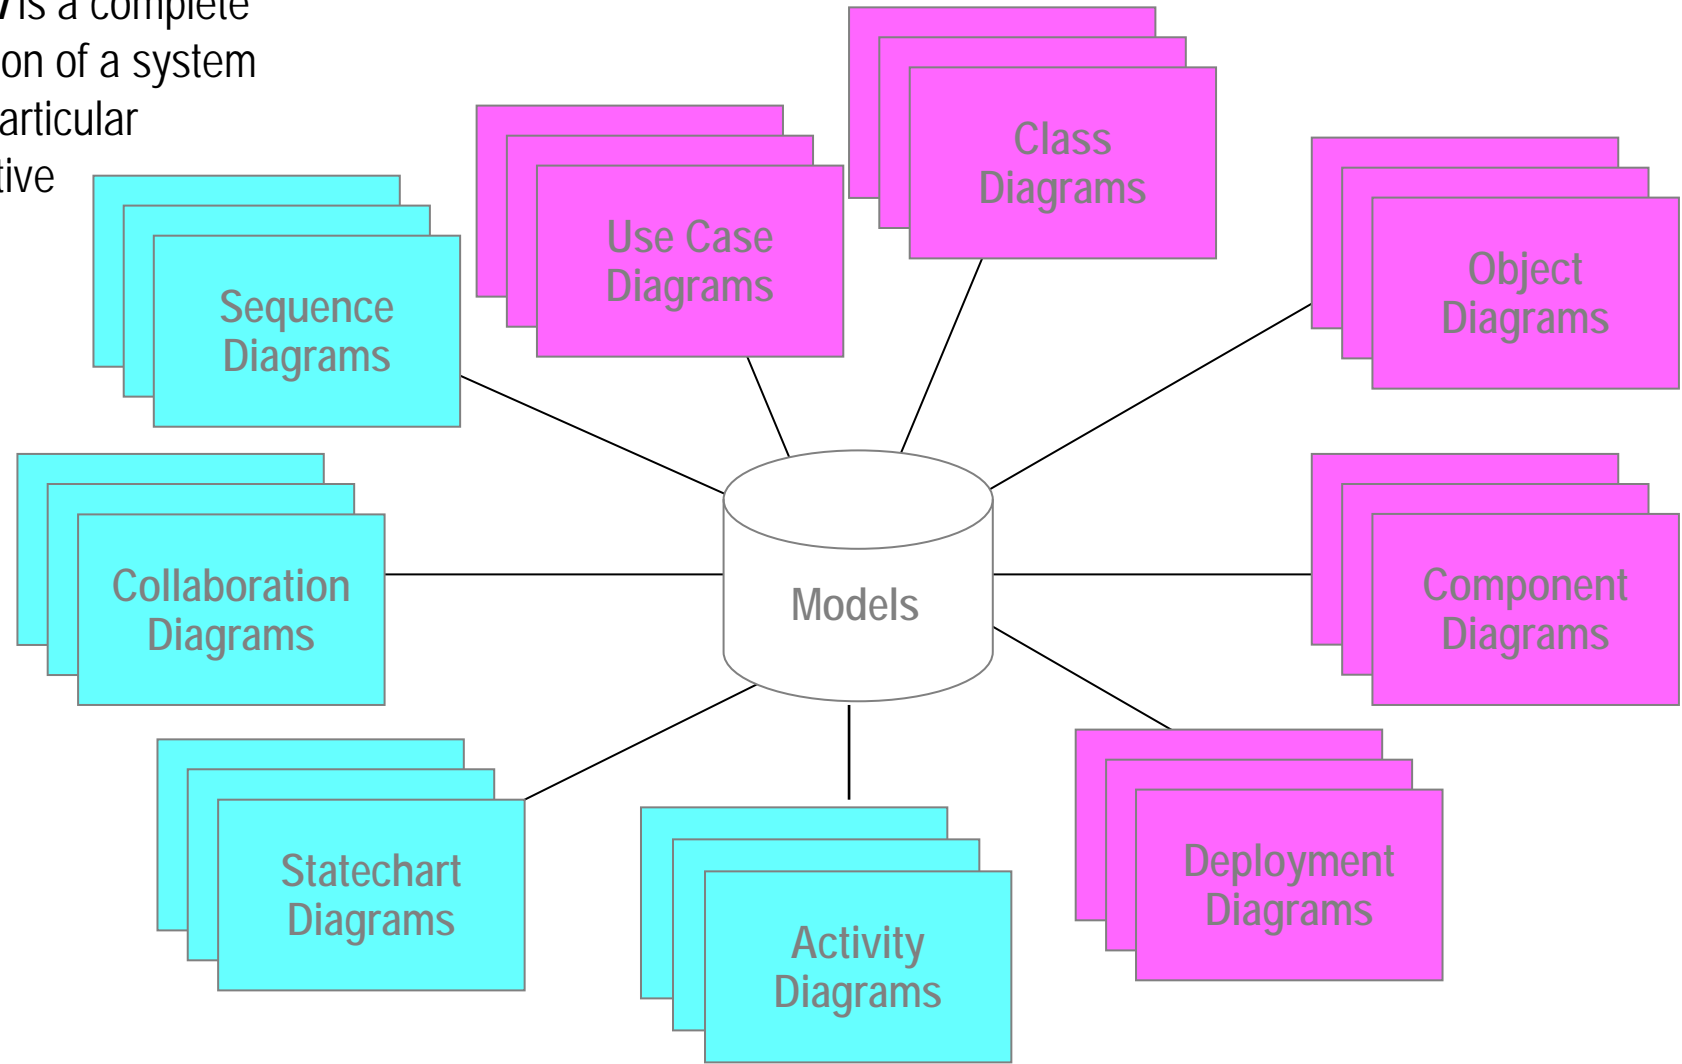 is a complete
on of a system
articular
tive
Class
Diagrams
Use Case
Diagrams
Object
Diagrams
Sequence
Diagrams
Collaboration
Diagrams
Models
Component
Diagrams
Statechart
Diagrams
Deployment
Diagrams
Activity
Diagrams